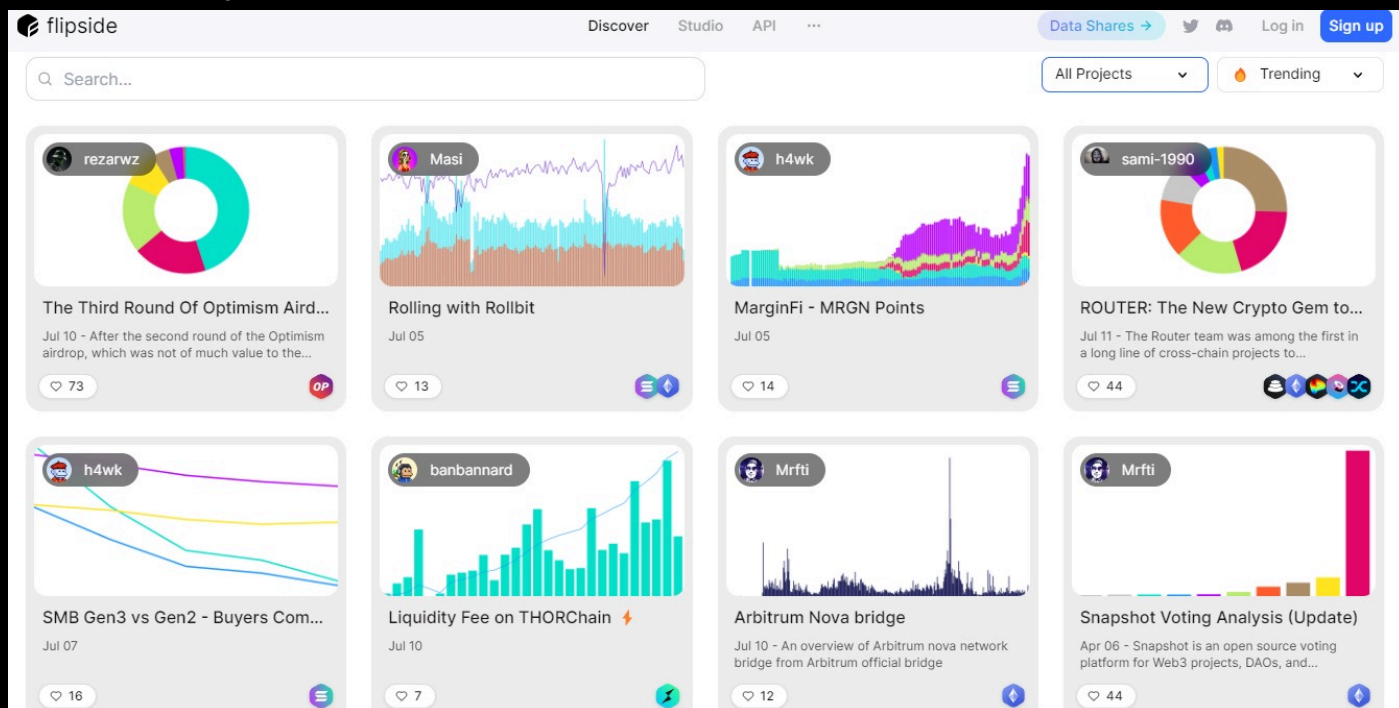 flipside
Discover
Studio
API
...
Data Shares →
Log in
Sign up
Search...
All Projects
Trending
rezarwz
The Third Round Of Optimism Aird...
Jul 10 - After the second round of the Optimism
airdrop, which was not of much value to the...
73
OP
Masi
Rolling with Rollbit
Jul 05
13
h4wk
MarginFi - MRGN Points
Jul 05
14
sami-1990
ROUTER: The New Crypto Gem to...
Jul 11 - The Router team was among the first in
a long line of cross-chain projects to...
44
h4wk
SMB Gen3 vs Gen2 - Buyers Com...
Jul 07
16
banbannard
Liquidity Fee on THORChain ⚡
Jul 10
7
Mrfti
Arbitrum Nova bridge
Jul 10 - An overview of Arbitrum nova network
bridge from Arbitrum official bridge
12
Mrfti
Snapshot Voting Analysis (Update)
Apr 06 - Snapshot is an open source voting
platform for Web3 projects, DAOs, and...
44